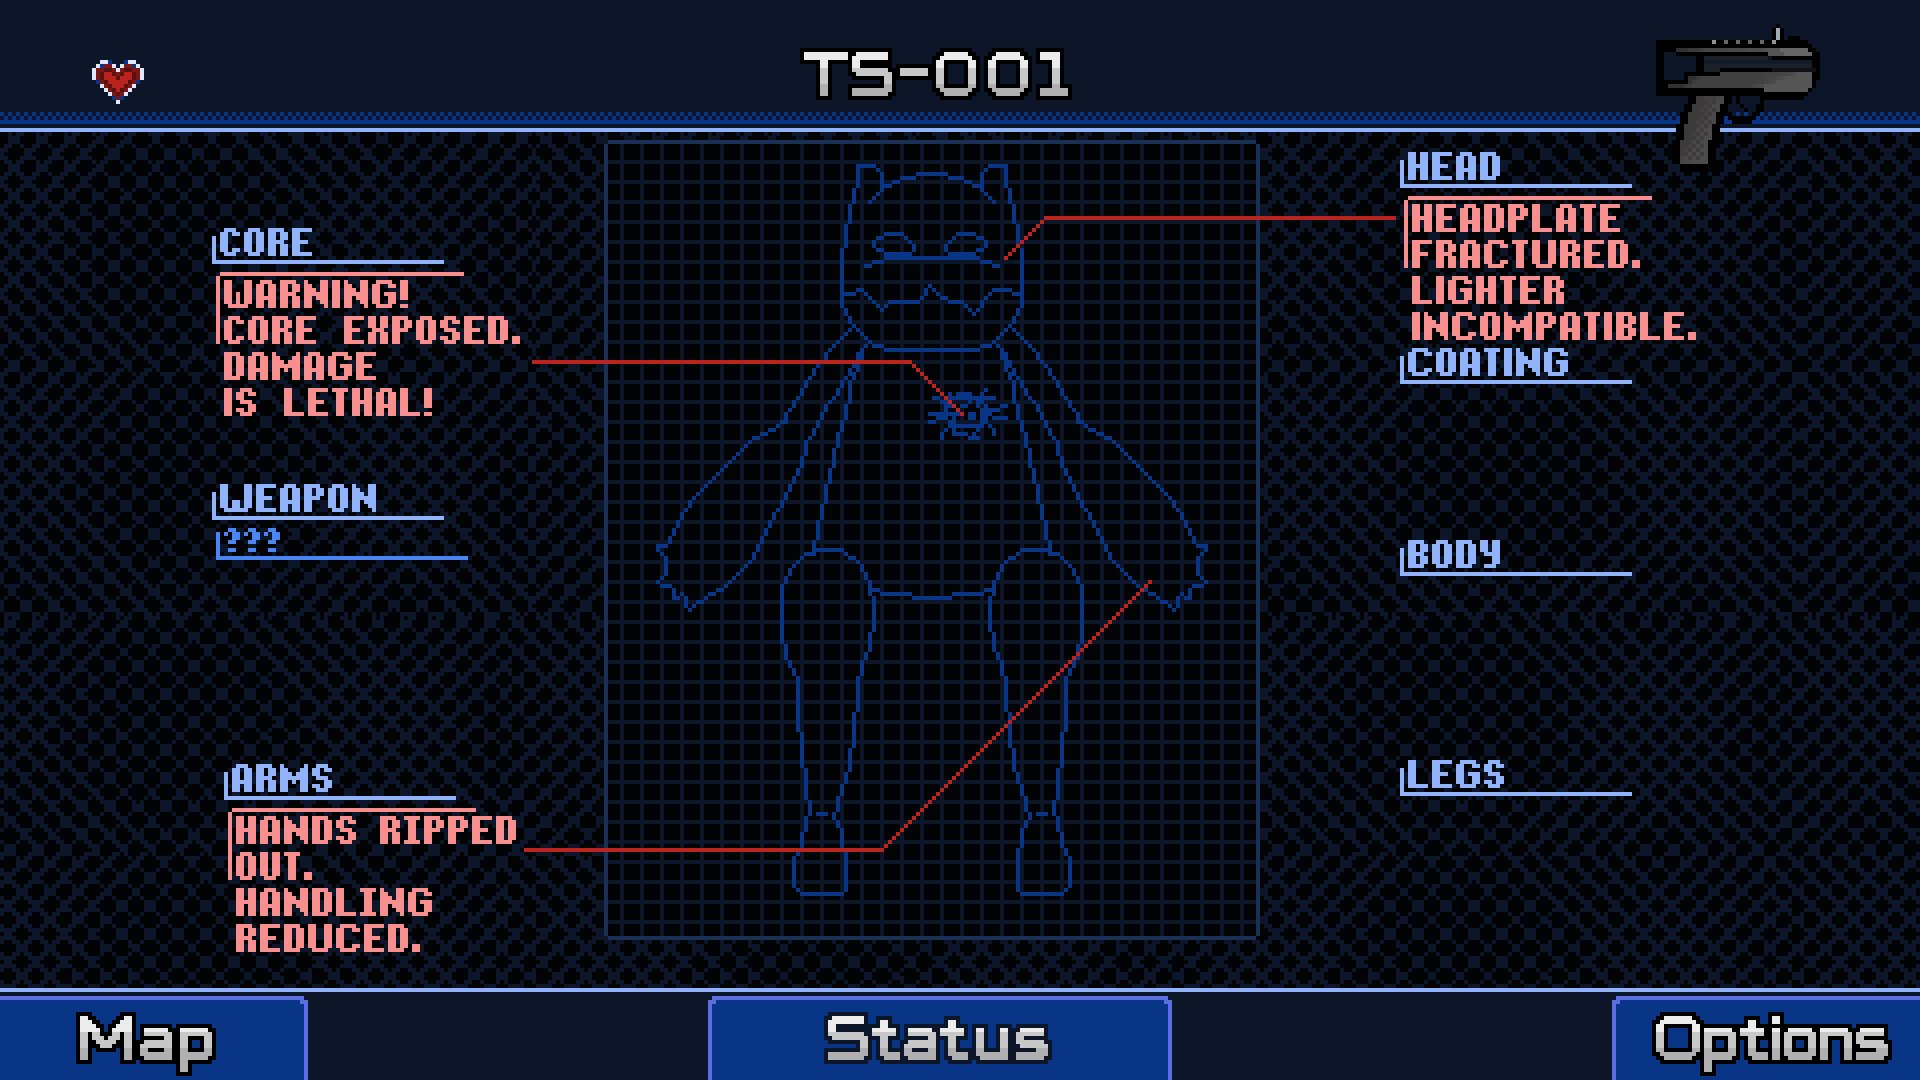 TS-001
CORE
WARNING!
CORE EXPOSED.
DAMAGE
IS LETHAL!
WEAPON
???
ARMS
HANDS RIPPED
OUT.
HANDLING
REDUCED.
HEAD
HEADPLATE
FRACTURED.
LIGHTER
INCOMPATIBLE.
COATING
BODY
LEGS
Map
Status
Options